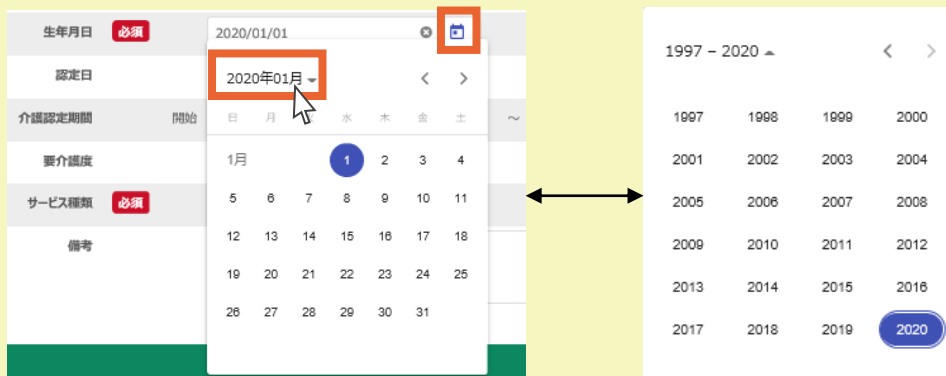 生年月日 必須 2020/01/01
認定日
介護認定期間 開始 ～
要介護度
サービス種類 必須
備考
2020年01月
日 月 水 木 金 土
1月 1 2 3 4
5 6 7 8 9 10 11
12 13 14 15 16 17 18
19 20 21 22 23 24 25
26 27 28 29 30 31
1997 – 2020
1997 1998 1999 2000
2001 2002 2003 2004
2005 2006 2007 2008
2009 2010 2011 2012
2013 2014 2015 2016
2017 2018 2019 2020